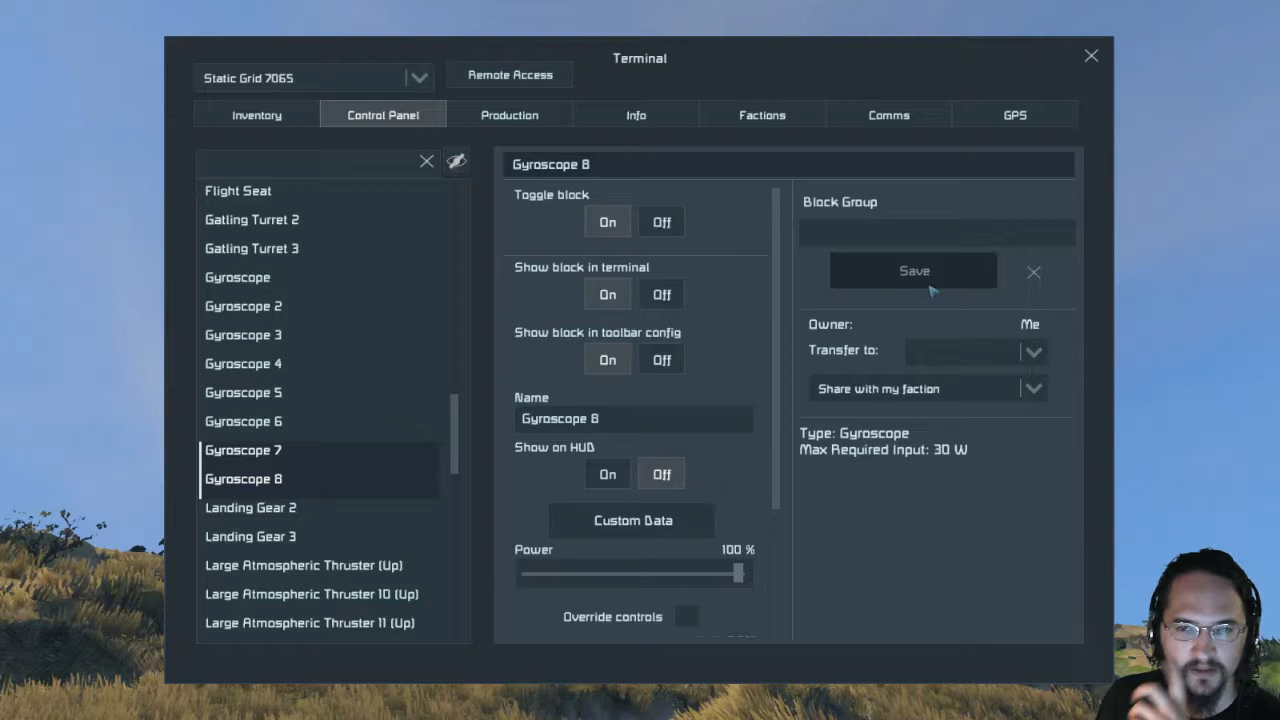 Terminal
Static Grid 7065
Remote Access
Inventory
Control Panel
Production
Info
Factions
Comms
GPS
Flight Seat
Gatling Turret 2
Gatling Turret 3
Gyroscope
Gyroscope 2
Gyroscope 3
Gyroscope 4
Gyroscope 5
Gyroscope 6
Gyroscope 7
Gyroscope 8
Landing Gear 2
Landing Gear 3
Large Atmospheric Thruster (Up)
Large Atmospheric Thruster 10 (Up)
Large Atmospheric Thruster 11 (Up)
Gyroscope 8
Toggle block
On Off
Show block in terminal
On Off
Show block in toolbar config
On Off
Name
Gyroscope 8
Show on HUD
On Off
Custom Data
Power 100 %
Override controls
Block Group
Save
Owner: Me
Transfer to:
Share with my faction
Type: Gyroscope
Max Required Input: 30 W